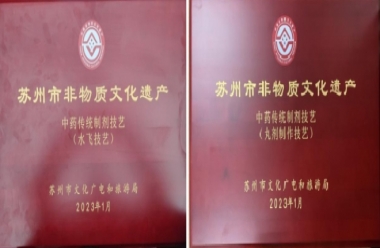 苏州市非物质文化遗产
中药传统制剂技艺
(水飞技艺)
苏州市文化广电和旅游局
2023年1月
苏州市非物质文化遗产
中药传统制剂技艺
(丸剂制作技艺)
苏州市文化广电和旅游局
2023年1月